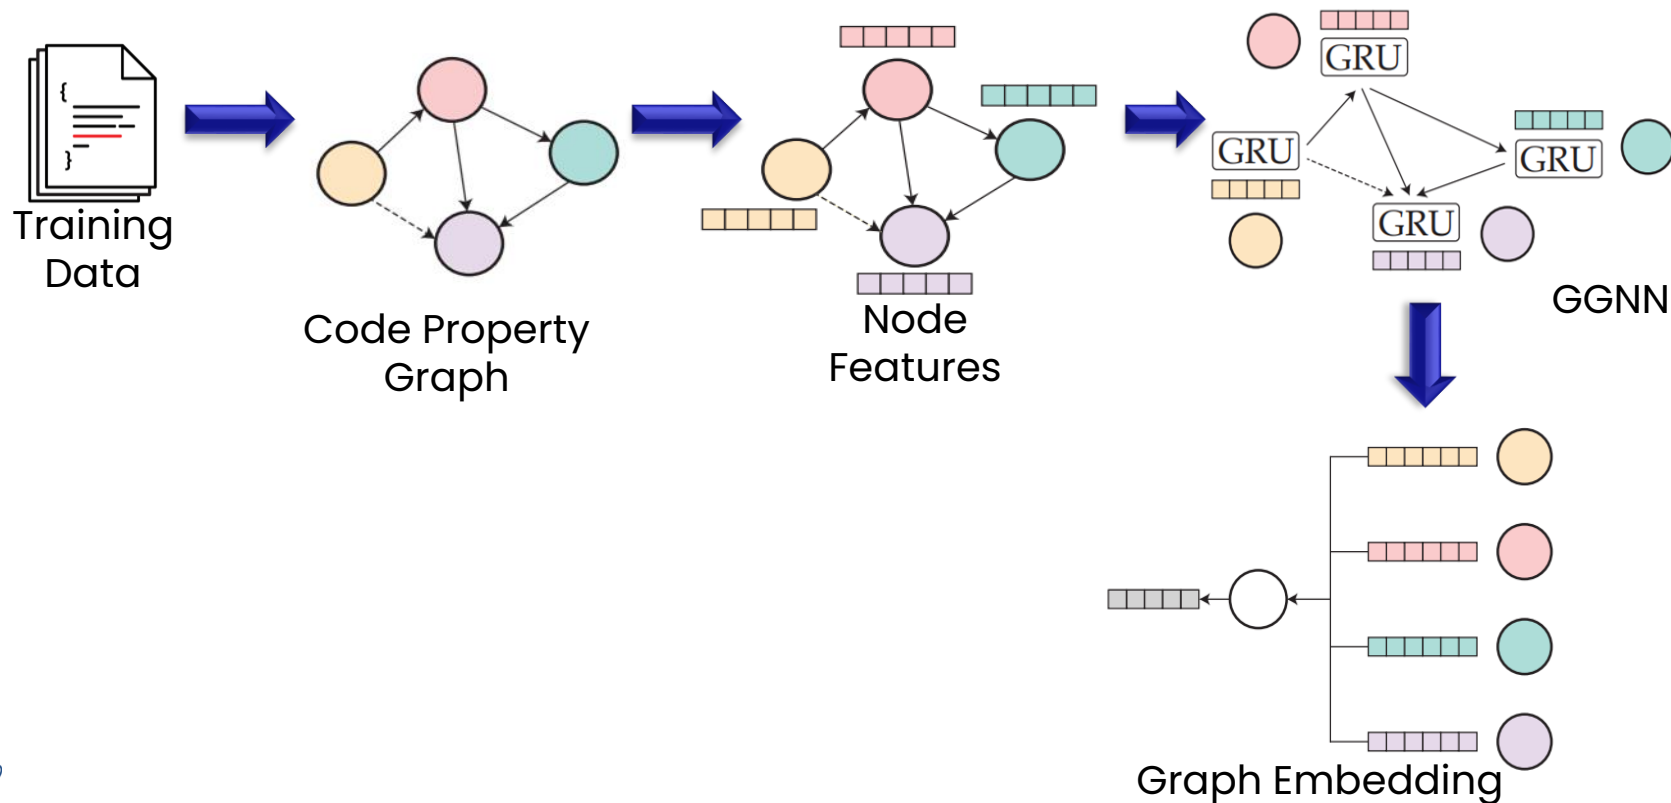 {
}
Training
Data
Code Property
Graph
Node
Features
GRU
GRU
GRU
GRU
GGNN
Graph Embedding